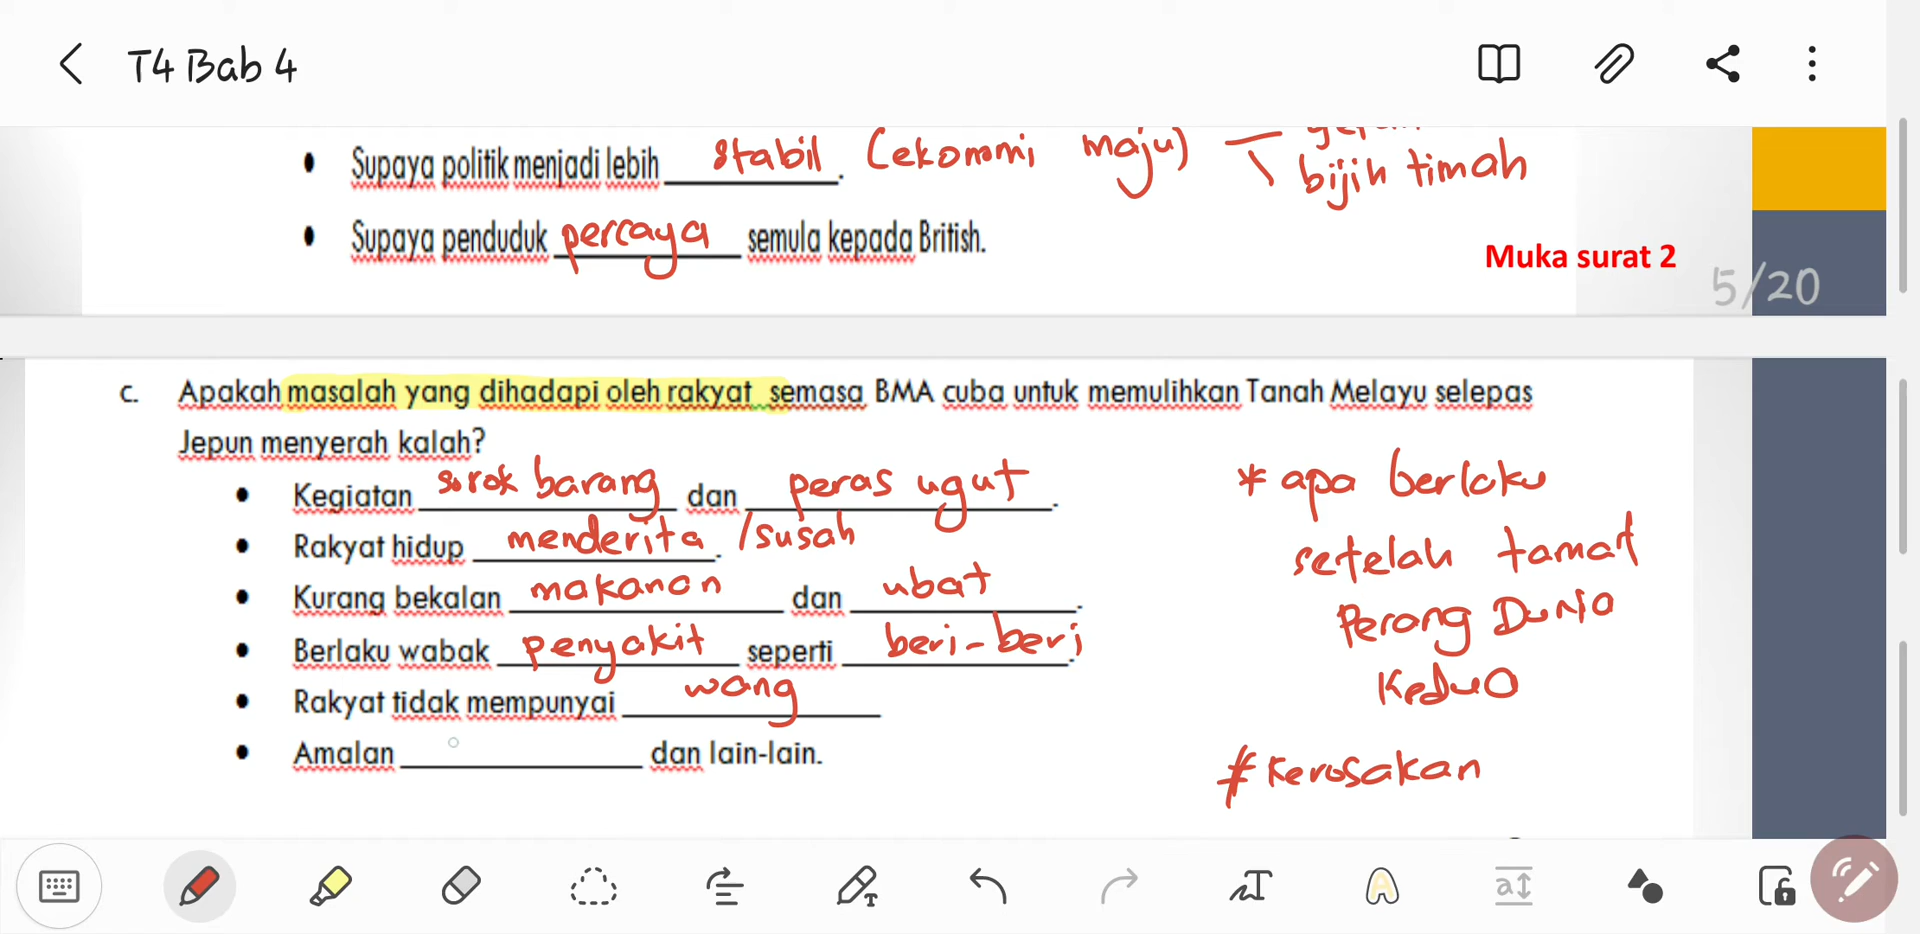 T4 Bab 4
Supaya politik menjadi lebih stabil (ekonomi maju)
bijih timah
Supaya penduduk percaya semula kepada British.
Muka surat 2
5/20
c. Apakah masalah yang dihadapi oleh rakyat semasa BMA cuba untuk memulihkan Tanah Melayu selepas
Jepun menyerah kalah?
Kegiatan sorok barang dan peras ugut.
Rakyat hidup menderita /susah.
Kurang bekalan makanan dan ubat.
Berlaku wabak penyakit seperti beri-beri.
Rakyat tidak mempunyai wang
Amalan ____________ dan lain-lain.
* apa berlaku
setelah tamat
Perang Dunia
Kedua
# Kerosakan